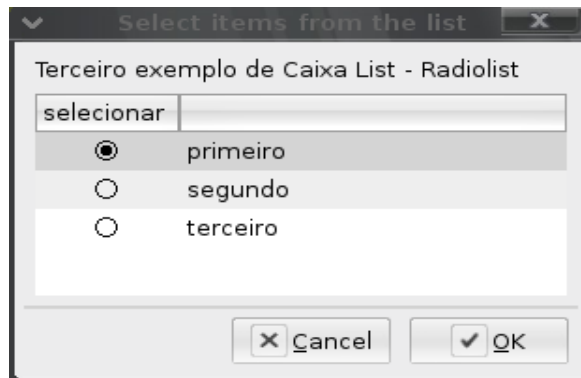 Select items from the list
Terceiro exemplo de Caixa List - Radiolist
selecionar
primeiro
segundo
terceiro
Cancel
OK